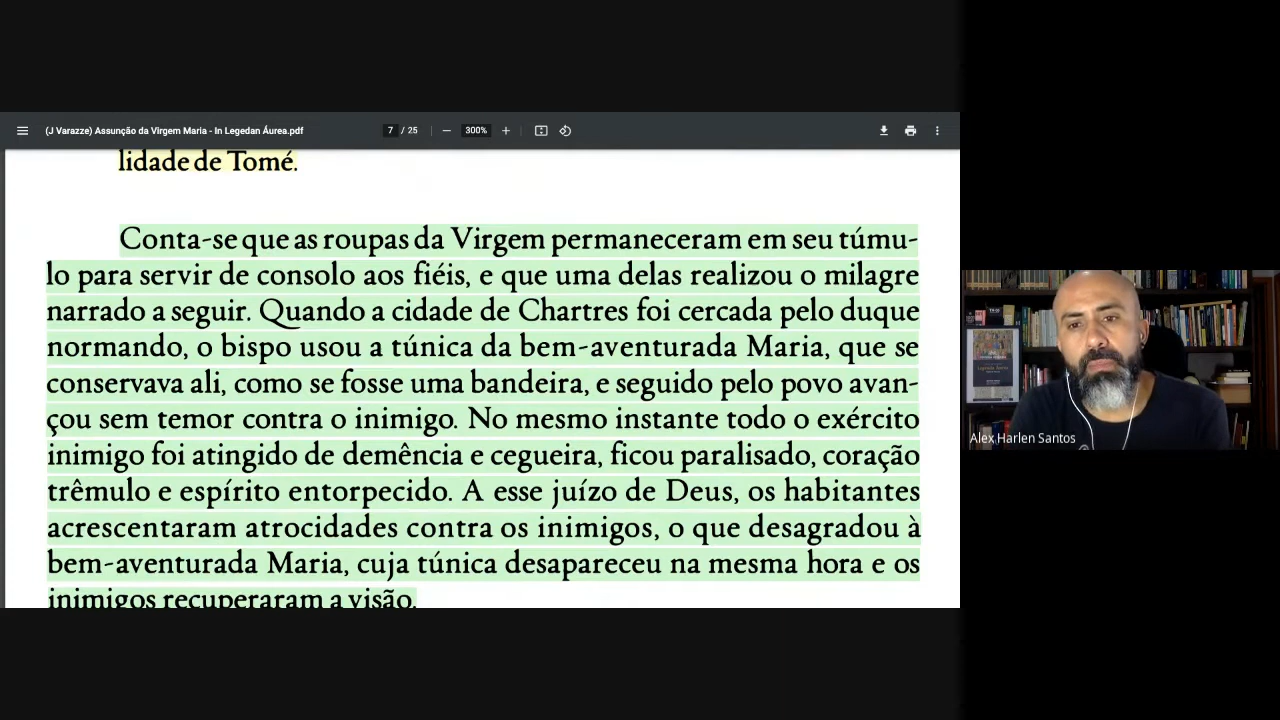 (J Varazze) Assunção da Virgem Maria - In Legedan Áurea.pdf
7 / 25
300%
lidade de Tomé.
Conta-se que as roupas da Virgem permaneceram em seu túmu-
lo para servir de consolo aos fiéis, e que uma delas realizou o milagre
narrado a seguir. Quando a cidade de Chartres foi cercada pelo duque
normando, o bispo usou a túnica da bem-aventurada Maria, que se
conservava ali, como se fosse uma bandeira, e seguido pelo povo avan-
çou sem temor contra o inimigo. No mesmo instante todo o exército
inimigo foi atingido de demência e cegueira, ficou paralisado, coração
trêmulo e espírito entorpecido. A esse juízo de Deus, os habitantes
acrescentaram atrocidades contra os inimigos, o que desagradou à
bem-aventurada Maria, cuja túnica desapareceu na mesma hora e os
inimigos recuperaram a visão.
Alex Harlen Santos